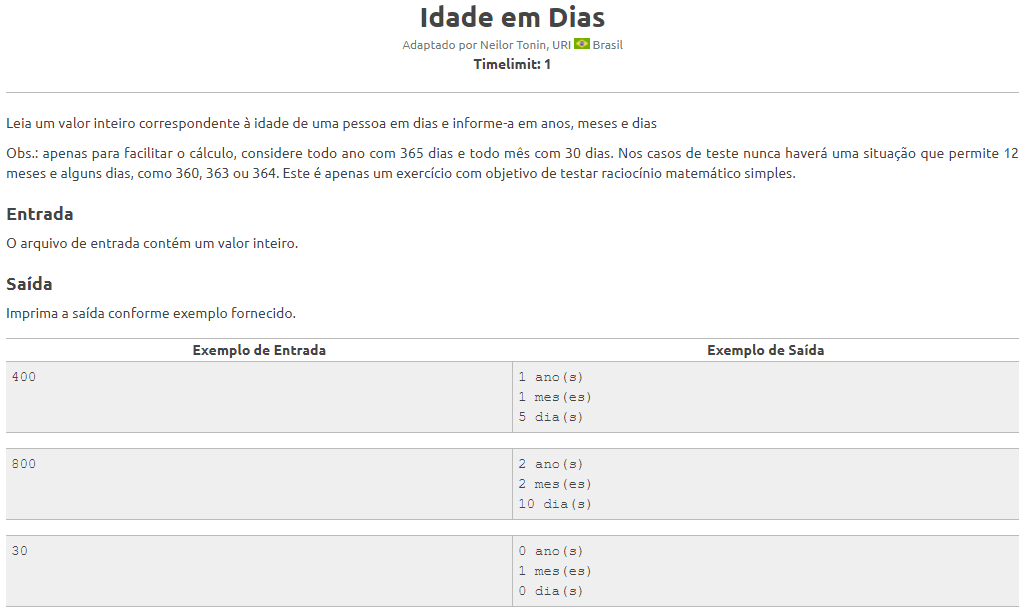 Idade em Dias
Adaptado por Neilor Tonin, URI Brasil
Timelimit: 1
Leia um valor inteiro correspondente à idade de uma pessoa em dias e informe-a em anos, meses e dias
Obs.: apenas para facilitar o cálculo, considere todo ano com 365 dias e todo mês com 30 dias. Nos casos de teste nunca haverá uma situação que permite 12
meses e alguns dias, como 360, 363 ou 364. Este é apenas um exercício com objetivo de testar raciocínio matemático simples.
Entrada
O arquivo de entrada contém um valor inteiro.
Saída
Imprima a saída conforme exemplo fornecido.
Exemplo de Entrada Exemplo de Saída
400 1 ano(s)
1 mes(es)
5 dia(s)
800 2 ano(s)
2 mes(es)
10 dia(s)
30 0 ano(s)
1 mes(es)
0 dia(s)